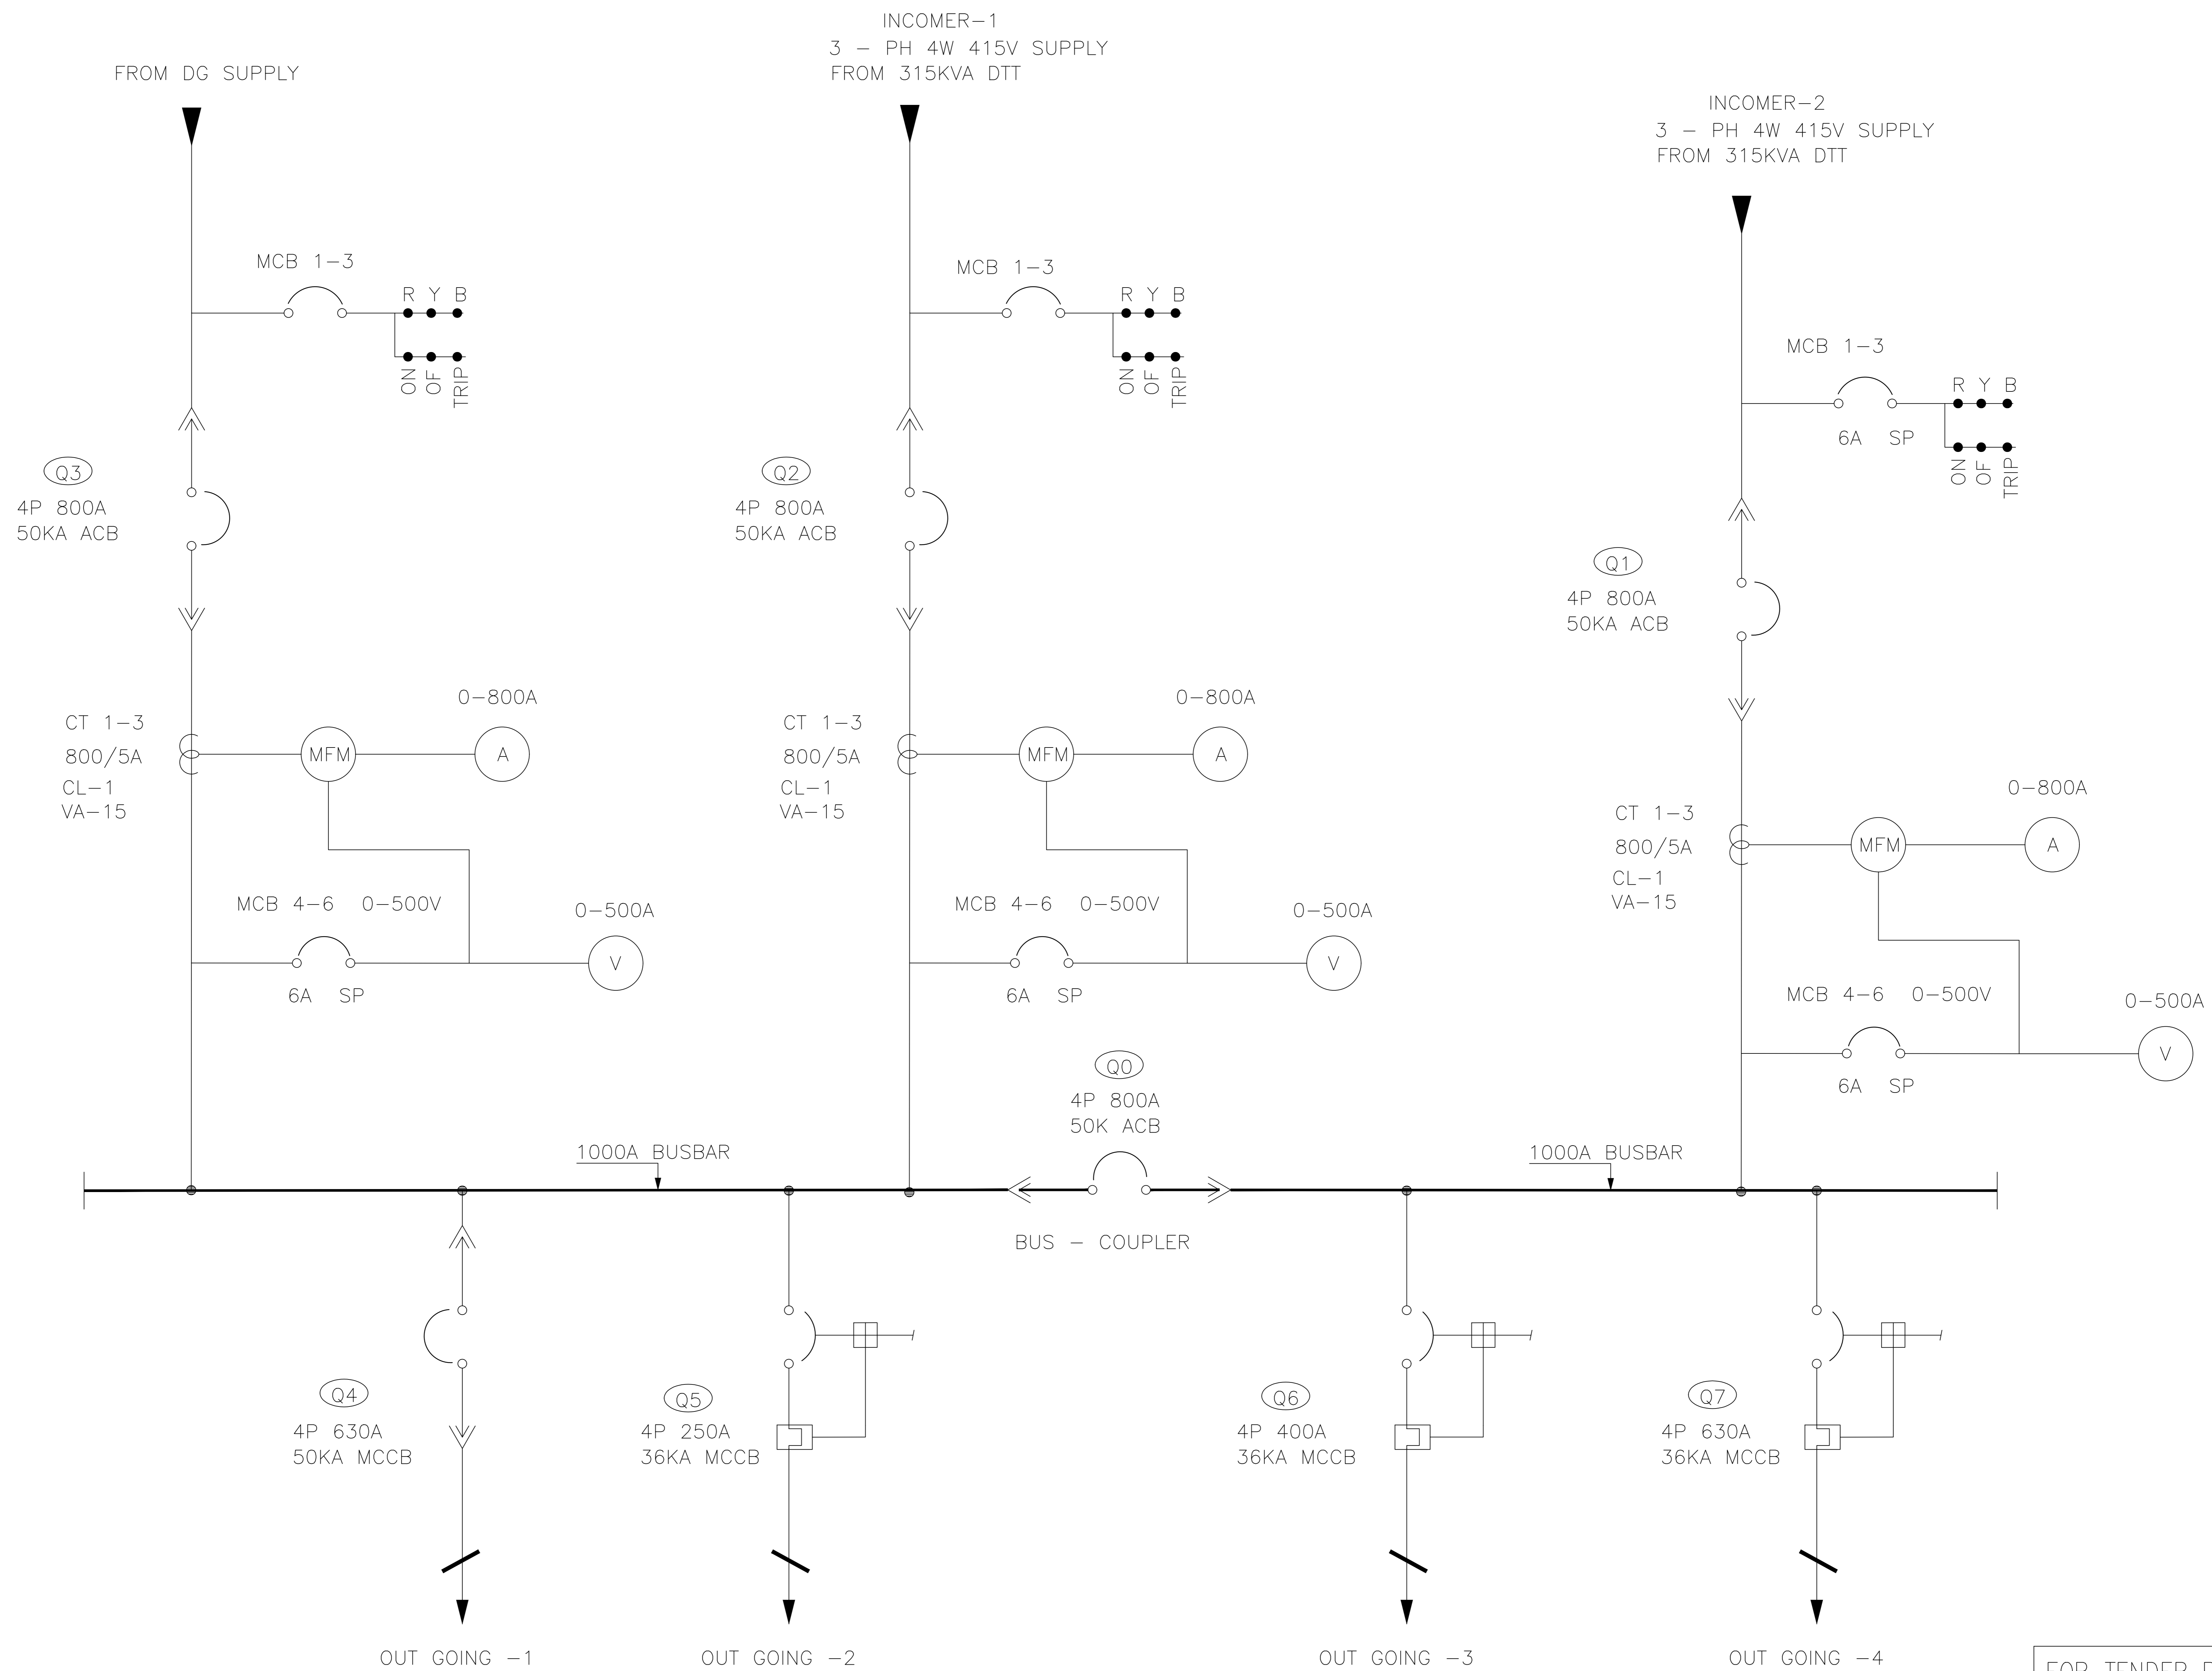 INCOMER-1
3 - PH 4W 415V SUPPLY
FROM 315KVA DTT
FROM DG SUPPLY
INCOMER-2
3 - PH 4W 415V SUPPLY
FROM 315KVA DTT
MCB 1-3
R Y B
ON OF TRIP
MCB 1-3
R Y B
ON OF TRIP
MCB 1-3
R Y B
6A SP
ON OF TRIP
Q3
4P 800A
50KA ACB
Q2
4P 800A
50KA ACB
Q1
4P 800A
50KA ACB
0-800A
CT 1-3
800/5A
CL-1
VA-15
MFM
A
0-800A
CT 1-3
800/5A
CL-1
VA-15
MFM
A
0-800A
CT 1-3
800/5A
CL-1
VA-15
MFM
A
MCB 4-6 0-500V
0-500A
V
6A SP
MCB 4-6 0-500V
0-500A
V
6A SP
MCB 4-6 0-500V
0-500A
V
6A SP
Q0
4P 800A
50K ACB
1000A BUSBAR
1000A BUSBAR
BUS - COUPLER
Q4
4P 630A
50KA MCCB
Q5
4P 250A
36KA MCCB
Q6
4P 400A
36KA MCCB
Q7
4P 630A
36KA MCCB
OUT GOING -1
OUT GOING -2
OUT GOING -3
OUT GOING -4
FOR TENDER